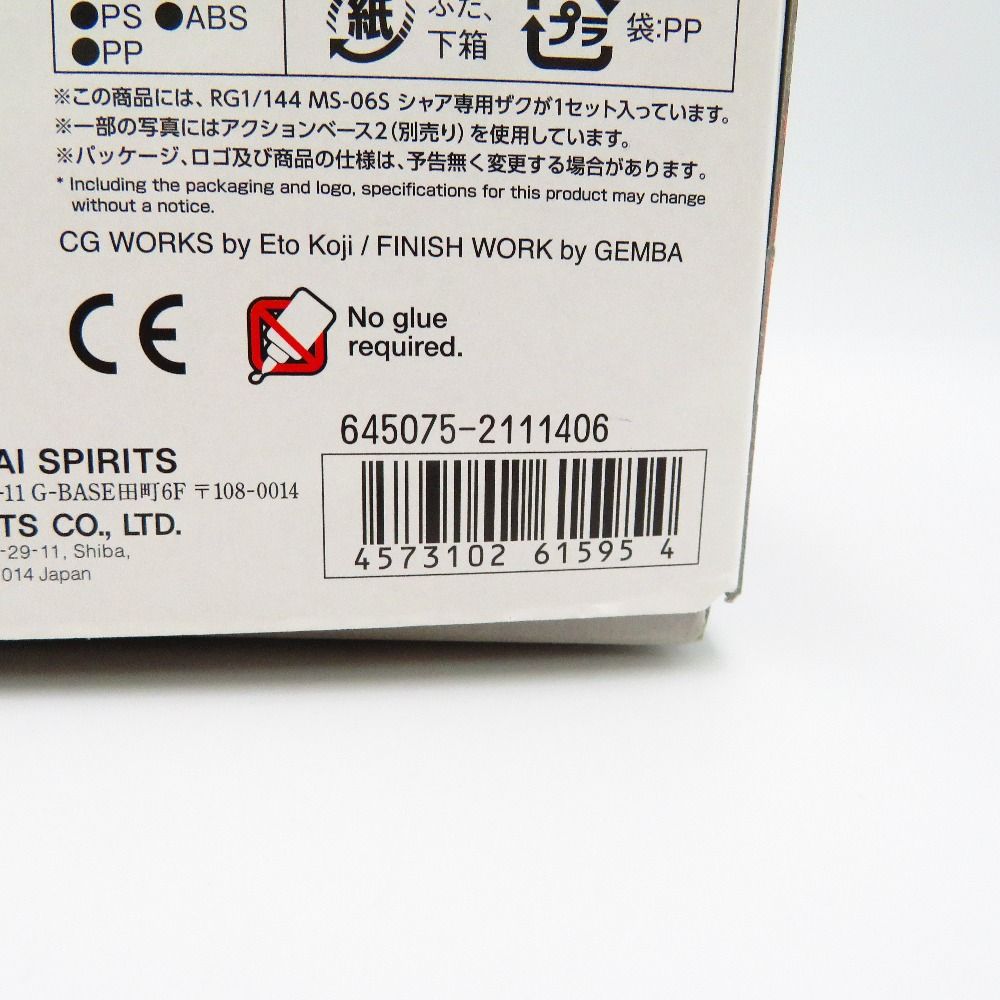 ●PS ●ABS
●PP
紙
ふた、
下箱
プラ
袋:PP
※この商品には、RG1/144 MS-06S シャア専用ザクが1セット入っています。
※一部の写真にはアクションベース2(別売り)を使用しています。
※パッケージ、ロゴ及び商品の仕様は、予告無く変更する場合があります。
* Including the packaging and logo, specifications for this product may change
without a notice.
CG WORKS by Eto Koji / FINISH WORK by GEMBA
CE
No glue
required.
645075-2111406
AI SPIRITS
-11 G-BASE田町6F 〒108-0014
TS CO., LTD.
-29-11, Shiba,
014 Japan
4573102 61595 4